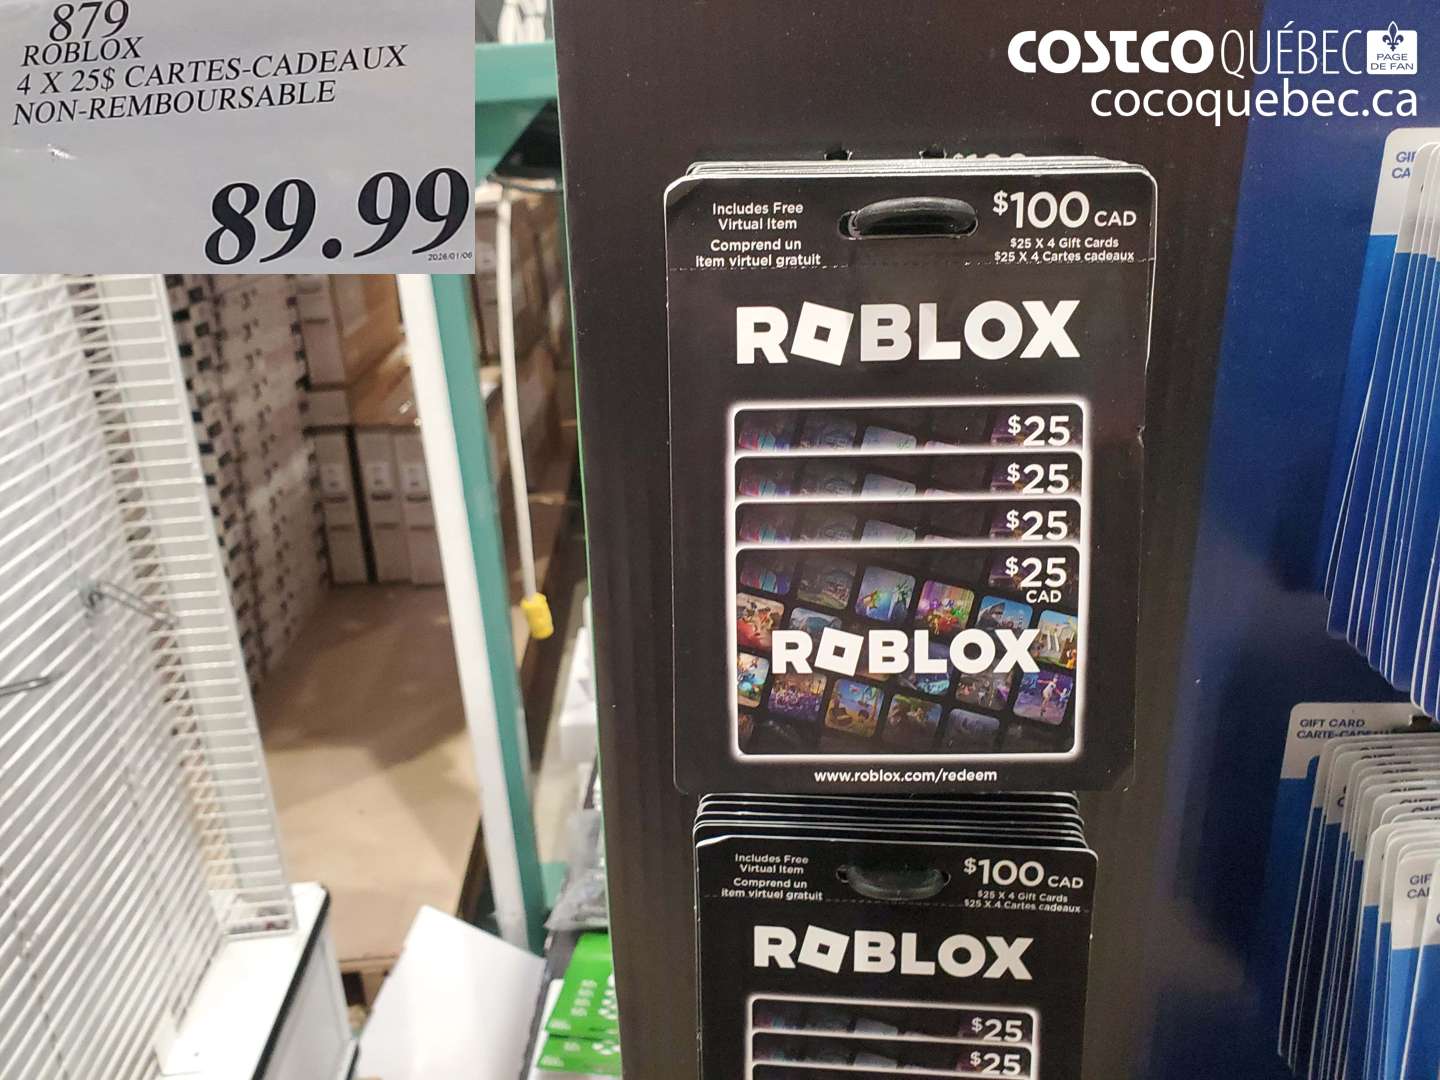 879
ROBLOX
4 X 25$ CARTES-CADEAUX
NON-REMBOURSABLE
89.99
2026/01/06
COSTCO QUÉBEC
PAGE
DE FAN
cocoquebec.ca
Includes Free
Virtual Item
Comprend un
item virtuel gratuit
$100 CAD
$25 X 4 Gift Cards
$25 X 4 Cartes cadeaux
ROBLOX
$25
$25
$25
$25
CAD
ROBLOX
www.roblox.com/redeem
Includes Free
Virtual Item
Comprend un
item virtuel gratuit
$100 CAD
$25 X 4 Gift Cards
$25 X 4 Cartes cadeaux
ROBLOX
$25
$25
GIFT CARD